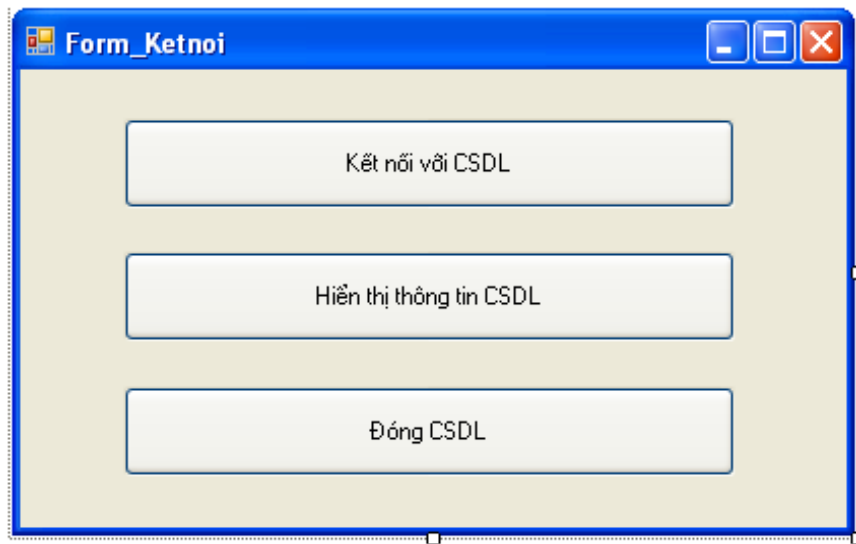 Form_Ketnoi
Kết nối với CSDL
Hiển thị thông tin CSDL
Đóng CSDL